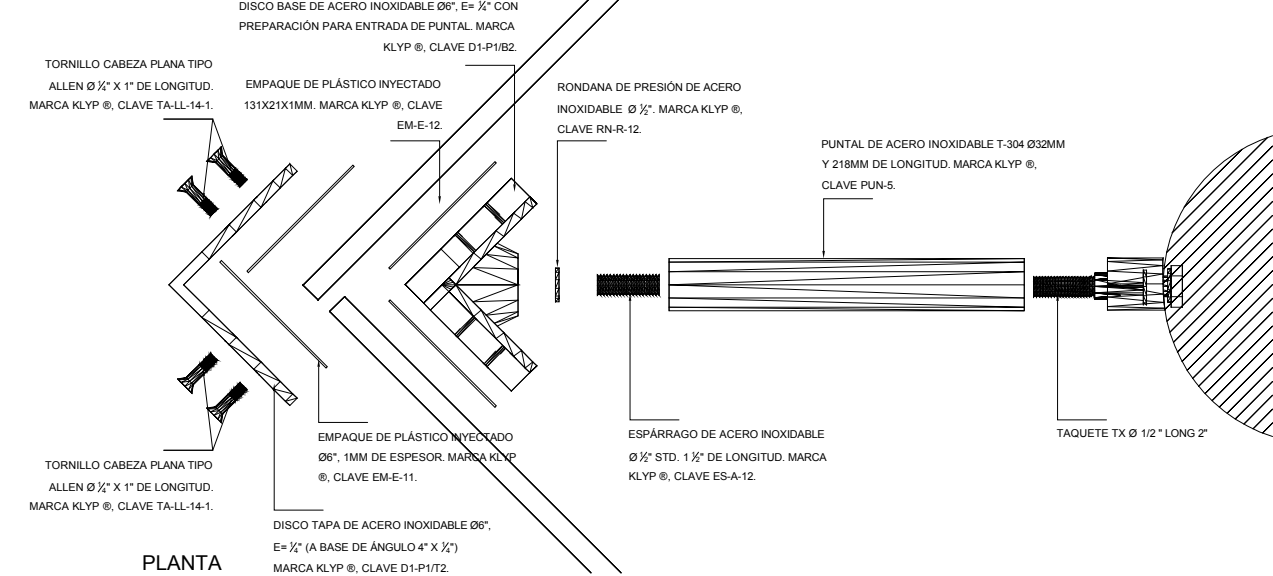 DISCO BASE DE ACERO INOXIDABLE Ø6", E= ¼" CON
PREPARACIÓN PARA ENTRADA DE PUNTAL. MARCA
KLYP ®, CLAVE D1-P1/B2.
TORNILLO CABEZA PLANA TIPO
ALLEN Ø ¼" X 1" DE LONGITUD.
MARCA KLYP ®, CLAVE TA-LL-14-1.
EMPAQUE DE PLÁSTICO INYECTADO
131X21X1MM. MARCA KLYP ®, CLAVE
EM-E-12.
RONDANA DE PRESIÓN DE ACERO
INOXIDABLE Ø ½". MARCA KLYP ®,
CLAVE RN-R-12.
PUNTAL DE ACERO INOXIDABLE T-304 Ø32MM
Y 218MM DE LONGITUD. MARCA KLYP ®,
CLAVE PUN-5.
EMPAQUE DE PLÁSTICO INYECTADO
Ø6", 1MM DE ESPESOR. MARCA KLYP
®, CLAVE EM-E-11.
ESPÁRRAGO DE ACERO INOXIDABLE
Ø ½" STD. 1 ½" DE LONGITUD. MARCA
KLYP ®, CLAVE ES-A-12.
TAQUETE TX Ø 1/2 " LONG 2"
TORNILLO CABEZA PLANA TIPO
ALLEN Ø ¼" X 1" DE LONGITUD.
MARCA KLYP ®, CLAVE TA-LL-14-1.
DISCO TAPA DE ACERO INOXIDABLE Ø6",
E= ¼" (A BASE DE ÁNGULO 4" X ¼")
MARCA KLYP ®, CLAVE D1-P1/T2.
PLANTA